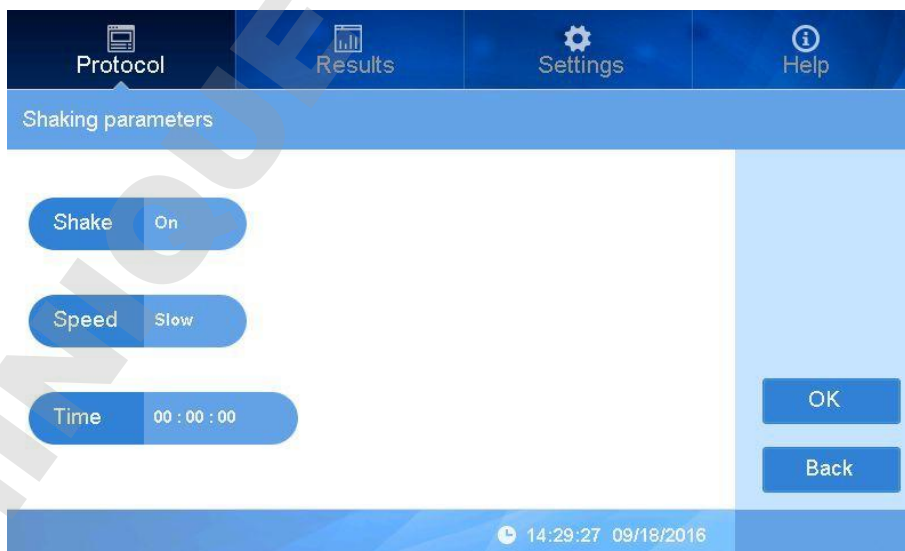 Protocol Results Settings Help
Shaking parameters
Shake On
Speed Slow
Time 00 : 00 : 00
OK
Back
14:29:27 09/18/2016